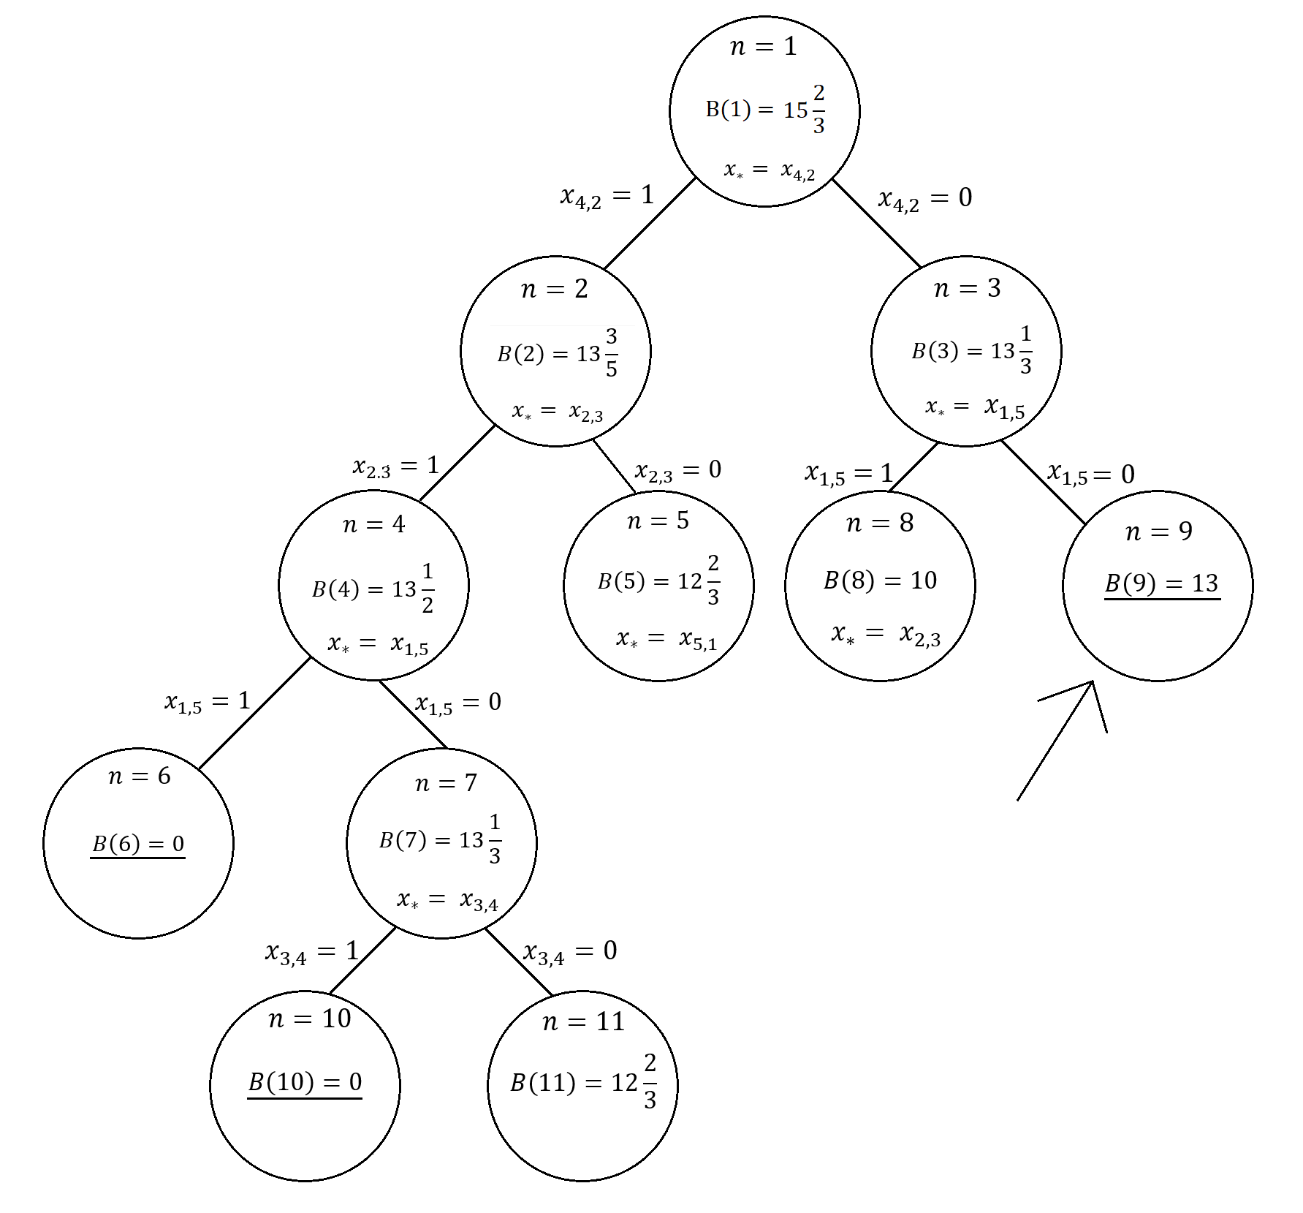 n = 1
B(1) = 15 2/3
x* = x4,2
x4,2 = 1
x4,2 = 0
n = 2
B(2) = 13 3/5
x* = x2,3
n = 3
B(3) = 13 1/3
x* = x1,5
x2.3 = 1
x2,3 = 0
x1,5 = 1
x1,5 = 0
n = 4
B(4) = 13 1/2
x* = x1,5
n = 5
B(5) = 12 2/3
x* = x5,1
n = 8
B(8) = 10
x* = x2,3
n = 9
B(9) = 13
x1,5 = 1
x1,5 = 0
n = 6
B(6) = 0
n = 7
B(7) = 13 1/3
x* = x3,4
x3,4 = 1
x3,4 = 0
n = 10
B(10) = 0
n = 11
B(11) = 12 2/3